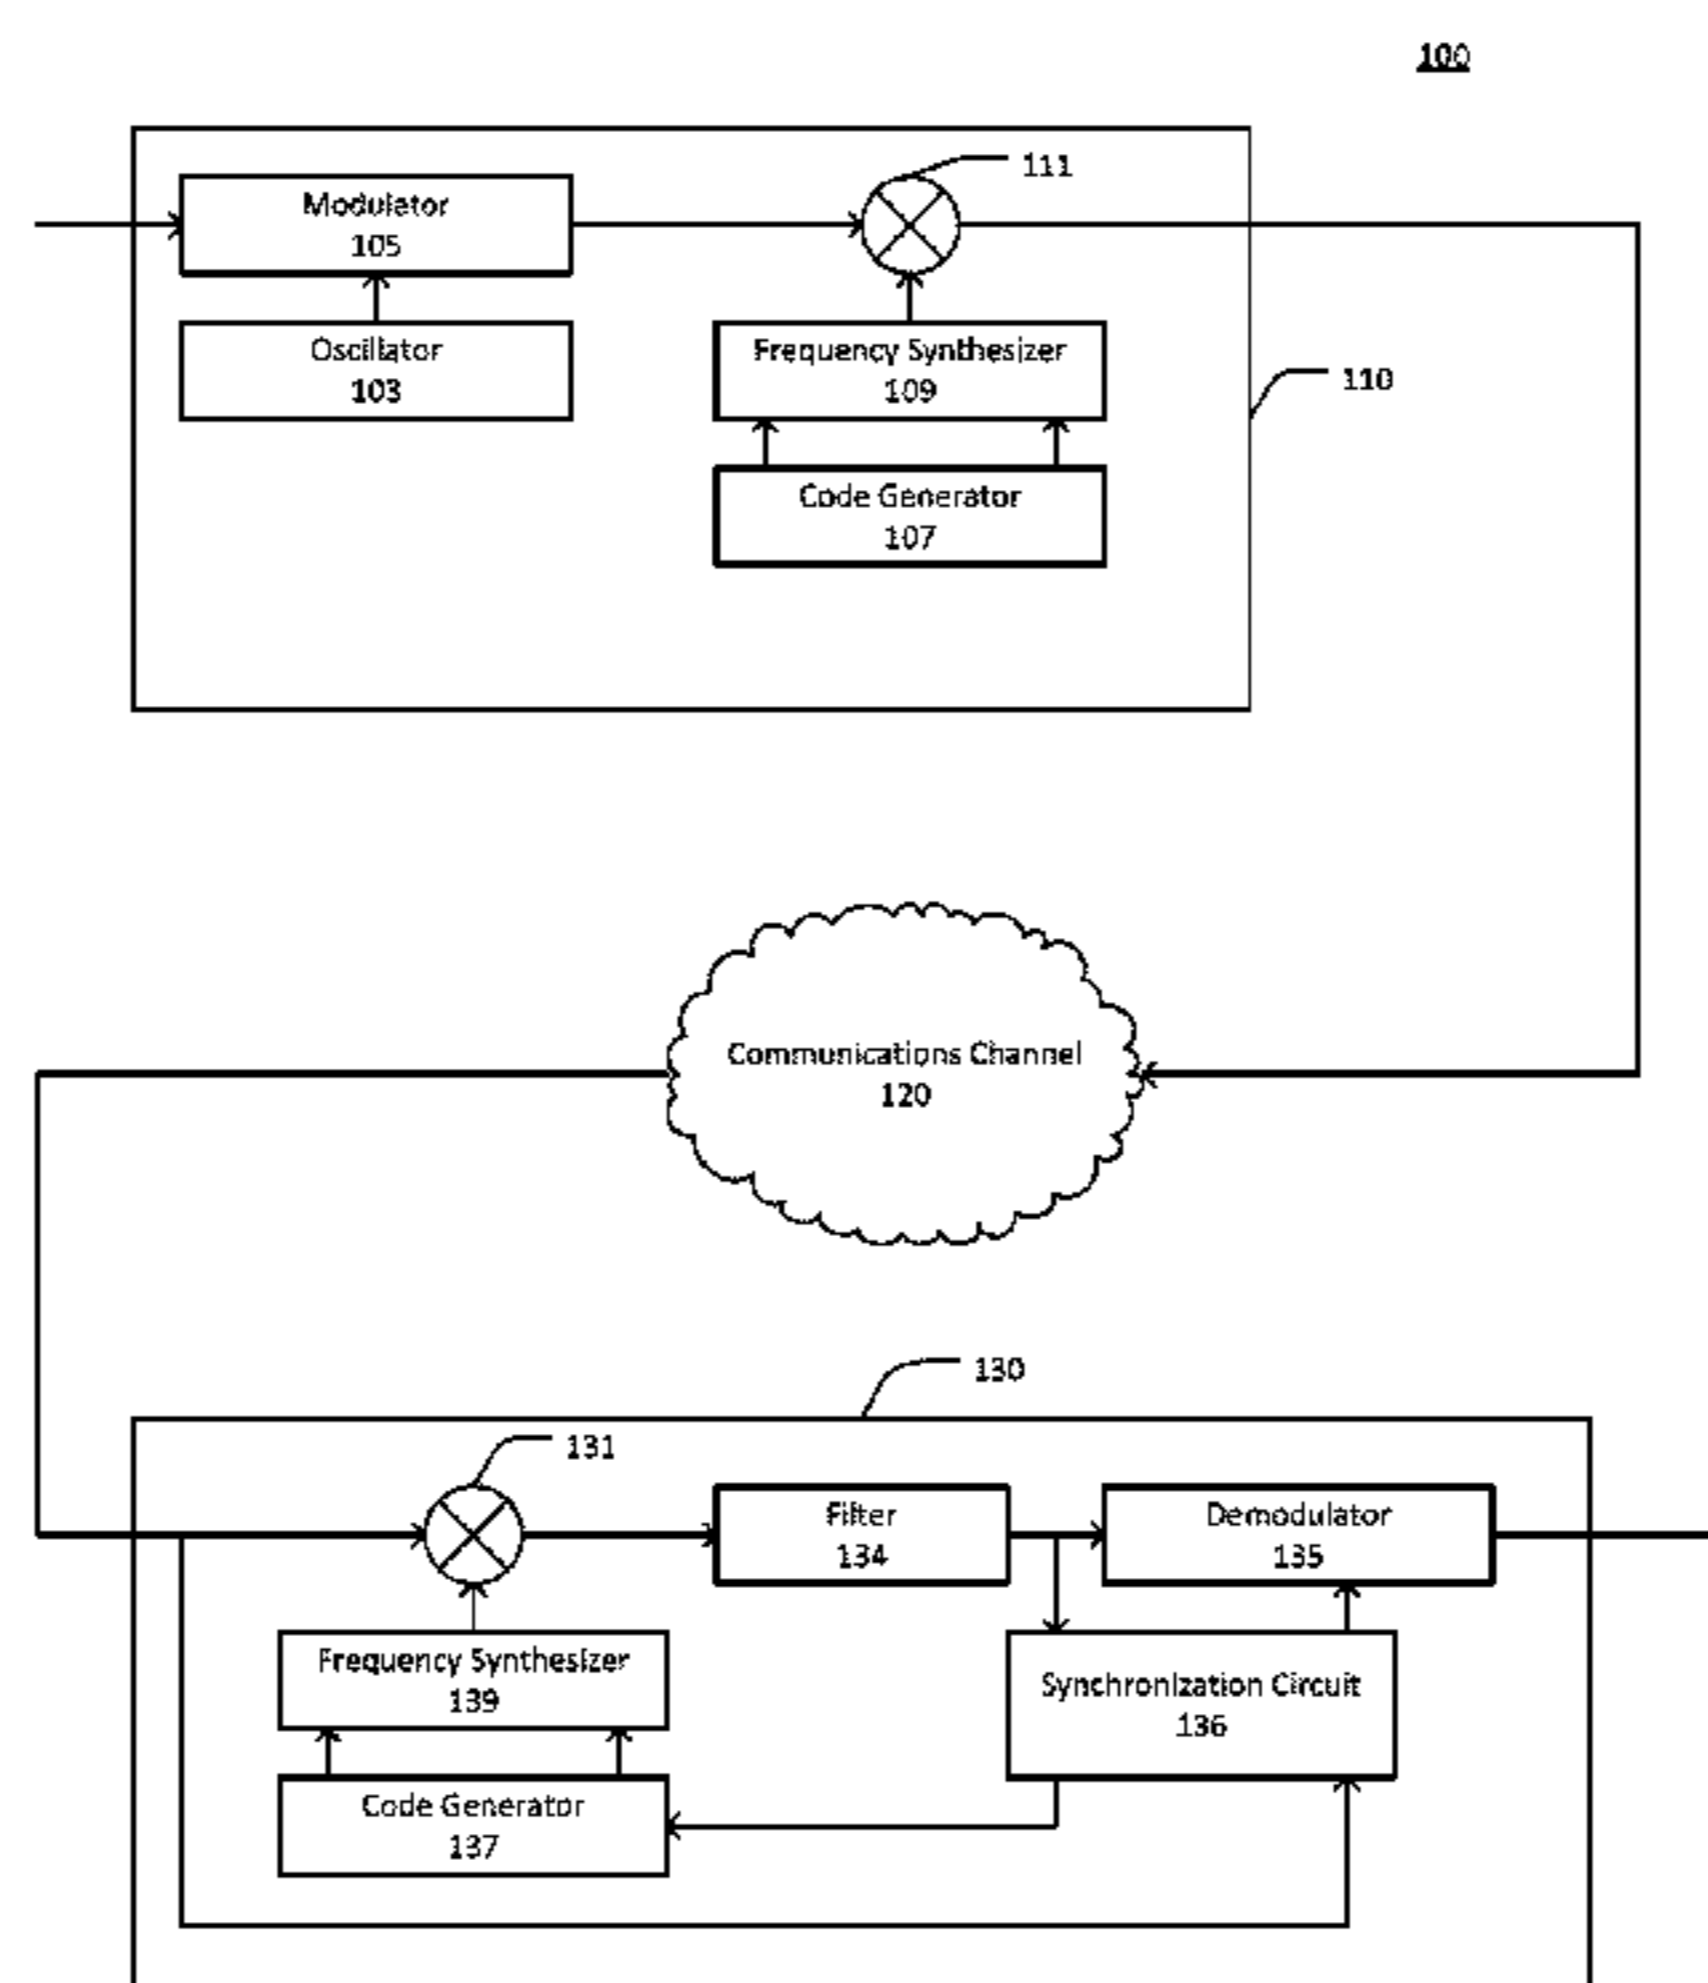 100
111
Modulator
105
Oscillator
103
Frequency Synthesizer
109
110
Code Generator
107
Communications Channel
120
130
131
Filter
134
Demodulator
135
Frequency Synthesizer
139
Synchronization Circuit
136
Code Generator
137